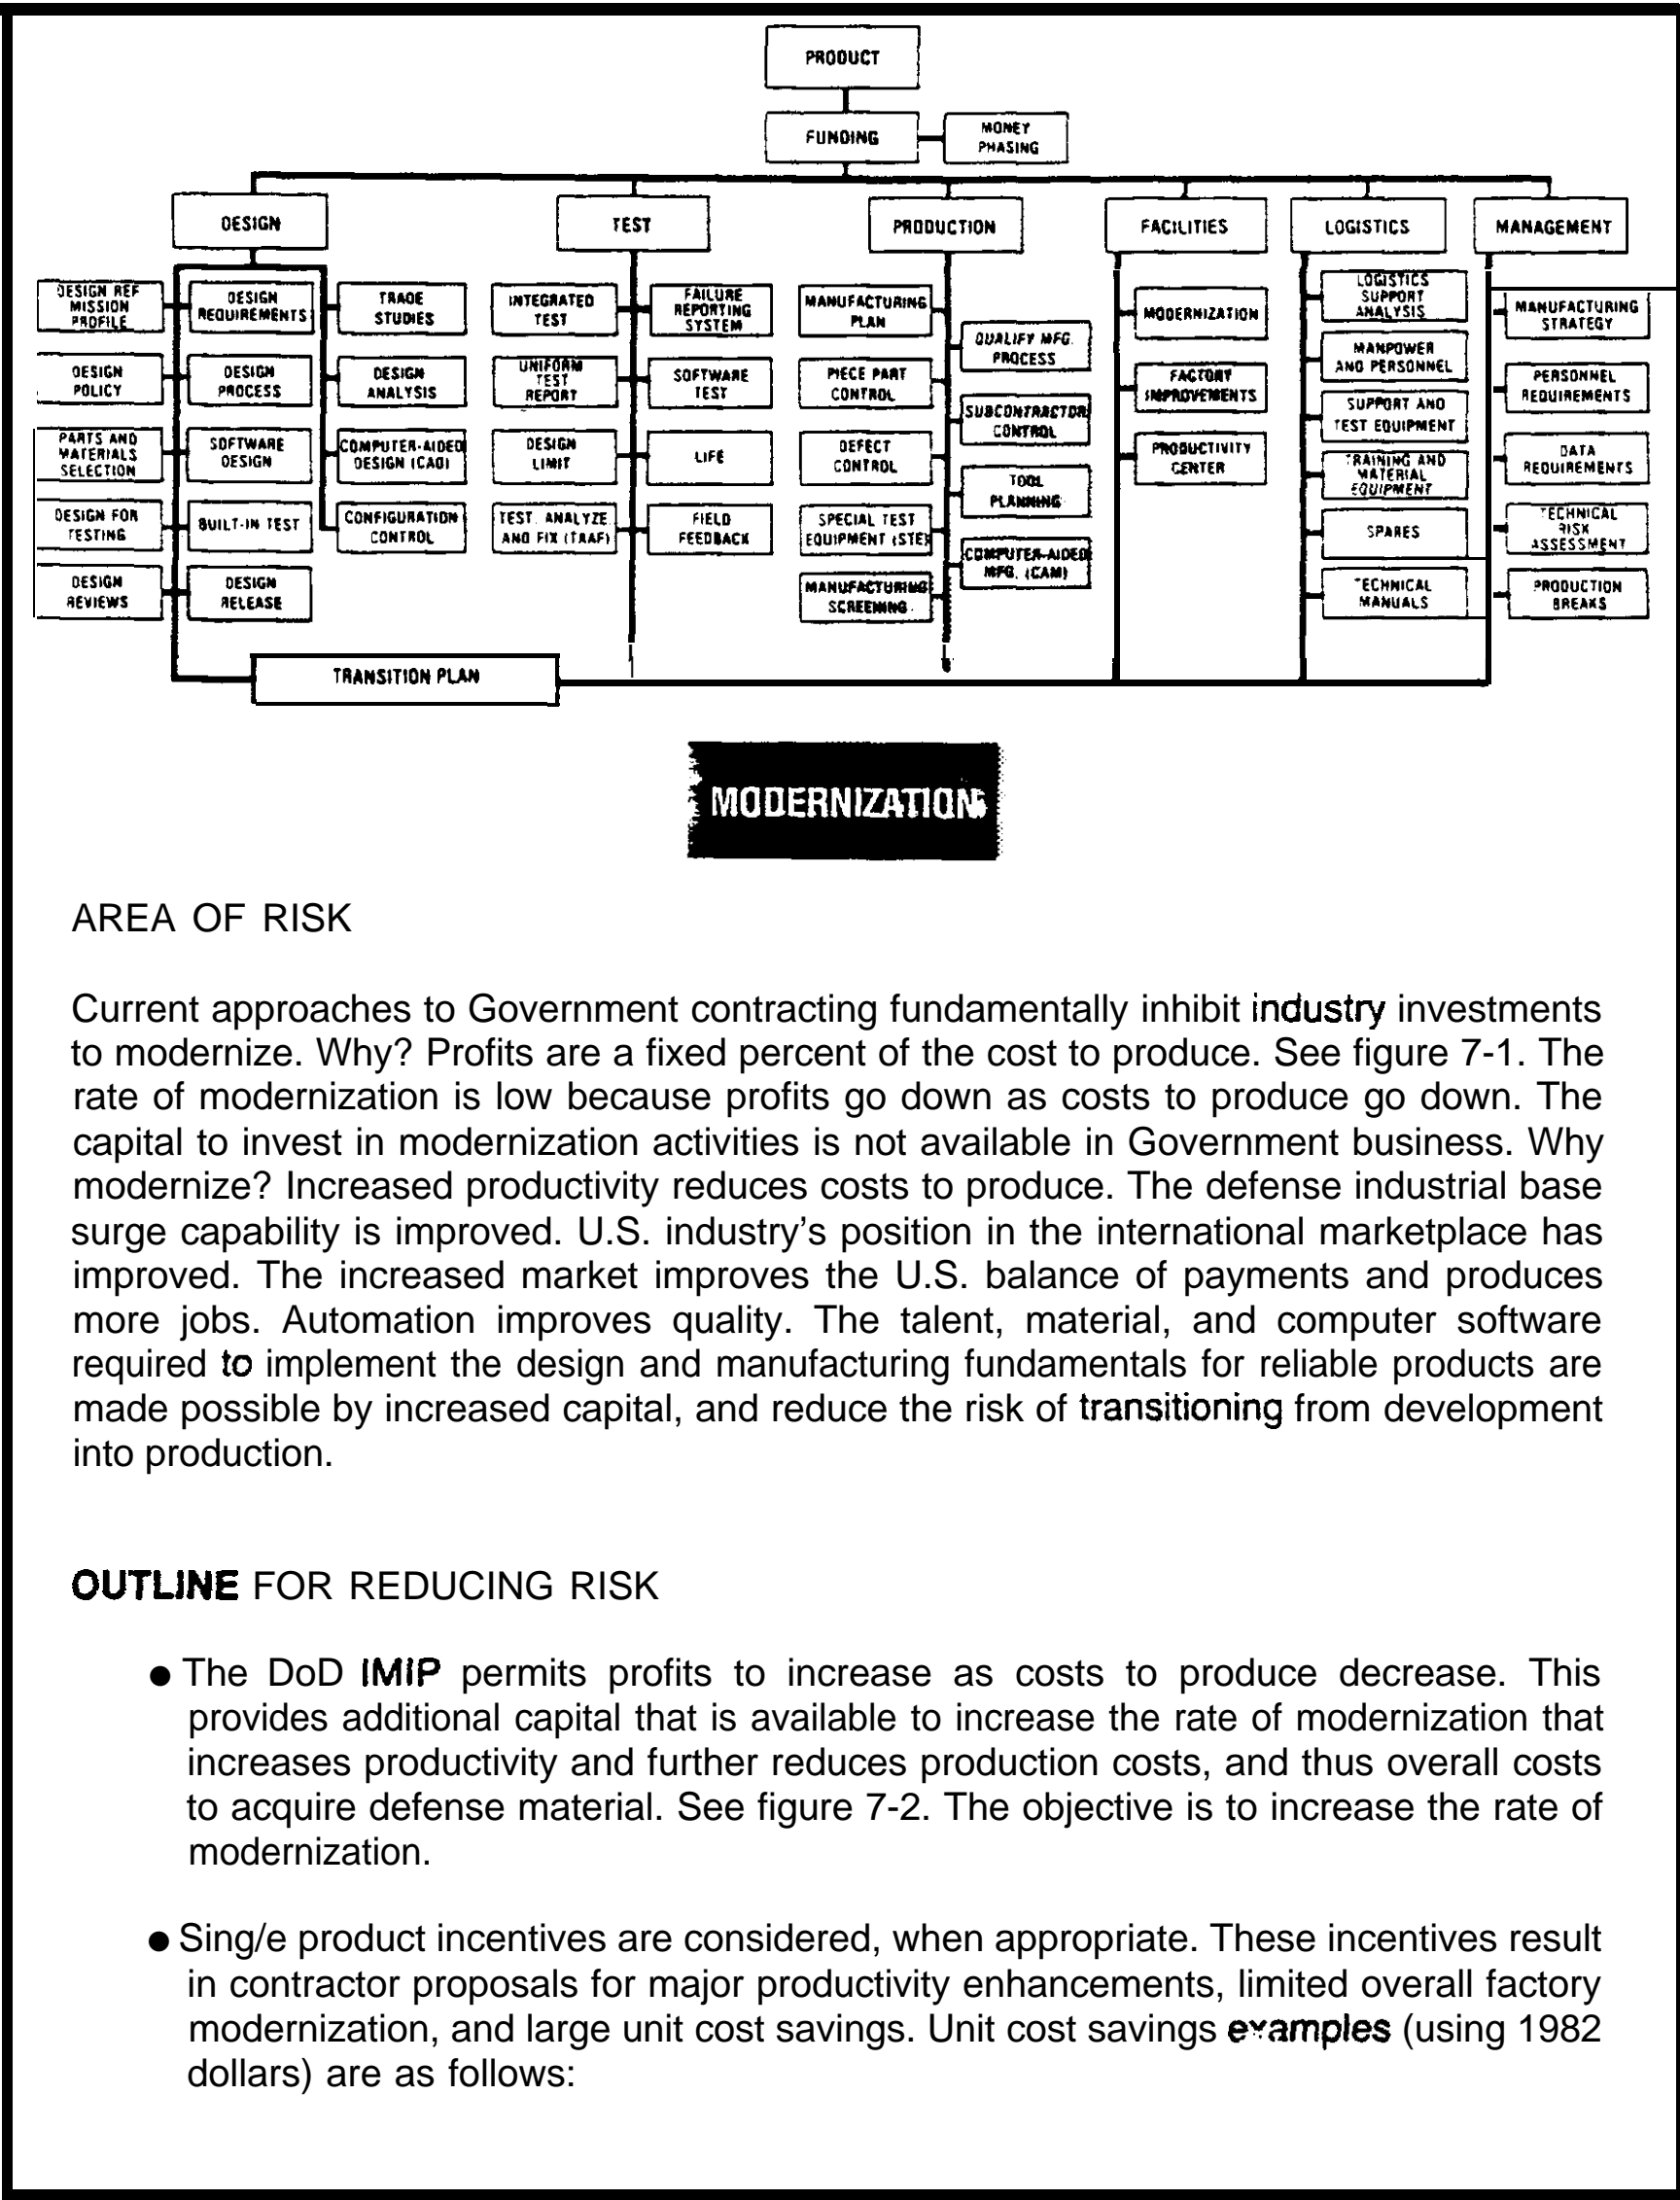 PRODUCT
FUNDING
MONEY
PHASING
DESIGN
TEST
PRODUCTION
FACILITIES
LOGISTICS
MANAGEMENT
DESIGN REF
MISSION
PROFILE
DESIGN
REQUIREMENTS
TRADE
STUDIES
DESIGN
POLICY
DESIGN
PROCESS
DESIGN
ANALYSIS
PARTS AND
MATERIALS
SELECTION
SOFTWARE
DESIGN
COMPUTER-AIDED
DESIGN (CAD)
DESIGN FOR
TESTING
BUILT-IN TEST
CONFIGURATION
CONTROL
DESIGN
REVIEWS
DESIGN
RELEASE
INTEGRATED
TEST
FAILURE
REPORTING
SYSTEM
UNIFORM
TEST
REPORT
SOFTWARE
TEST
DESIGN
LIMIT
LIFE
TEST, ANALYZE
AND FIX (TAAF)
FIELD
FEEDBACK
MANUFACTURING
PLAN
QUALIFY MFG.
PROCESS
PIECE PART
CONTROL
SUBCONTRACTOR
CONTROL
DEFECT
CONTROL
TOOL
PLANNING
SPECIAL TEST
EQUIPMENT (STE)
COMPUTER-AIDED
MFG. (CAM)
MANUFACTURING
SCREENING
MODERNIZATION
FACTORY
IMPROVEMENTS
PRODUCTIVITY
CENTER
LOGISTICS
SUPPORT
ANALYSIS
MANPOWER
AND PERSONNEL
SUPPORT AND
TEST EQUIPMENT
TRAINING AND
MATERIAL
EQUIPMENT
SPARES
TECHNICAL
MANUALS
MANUFACTURING
STRATEGY
PERSONNEL
REQUIREMENTS
DATA
REQUIREMENTS
TECHNICAL
RISK
ASSESSMENT
PRODUCTION
BREAKS
TRANSITION PLAN
MODERNIZATION
AREA OF RISK
Current approaches to Government contracting fundamentally inhibit industry investments
to modernize. Why? Profits are a fixed percent of the cost to produce. See figure 7-1. The
rate of modernization is low because profits go down as costs to produce go down. The
capital to invest in modernization activities is not available in Government business. Why
modernize? Increased productivity reduces costs to produce. The defense industrial base
surge capability is improved. U.S. industry's position in the international marketplace has
improved. The increased market improves the U.S. balance of payments and produces
more jobs. Automation improves quality. The talent, material, and computer software
required to implement the design and manufacturing fundamentals for reliable products are
made possible by increased capital, and reduce the risk of transitioning from development
into production.
OUTLINE FOR REDUCING RISK
● The DoD IMIP permits profits to increase as costs to produce decrease. This
provides additional capital that is available to increase the rate of modernization that
increases productivity and further reduces production costs, and thus overall costs
to acquire defense material. See figure 7-2. The objective is to increase the rate of
modernization.
● Sing/e product incentives are considered, when appropriate. These incentives result
in contractor proposals for major productivity enhancements, limited overall factory
modernization, and large unit cost savings. Unit cost savings examples (using 1982
dollars) are as follows: